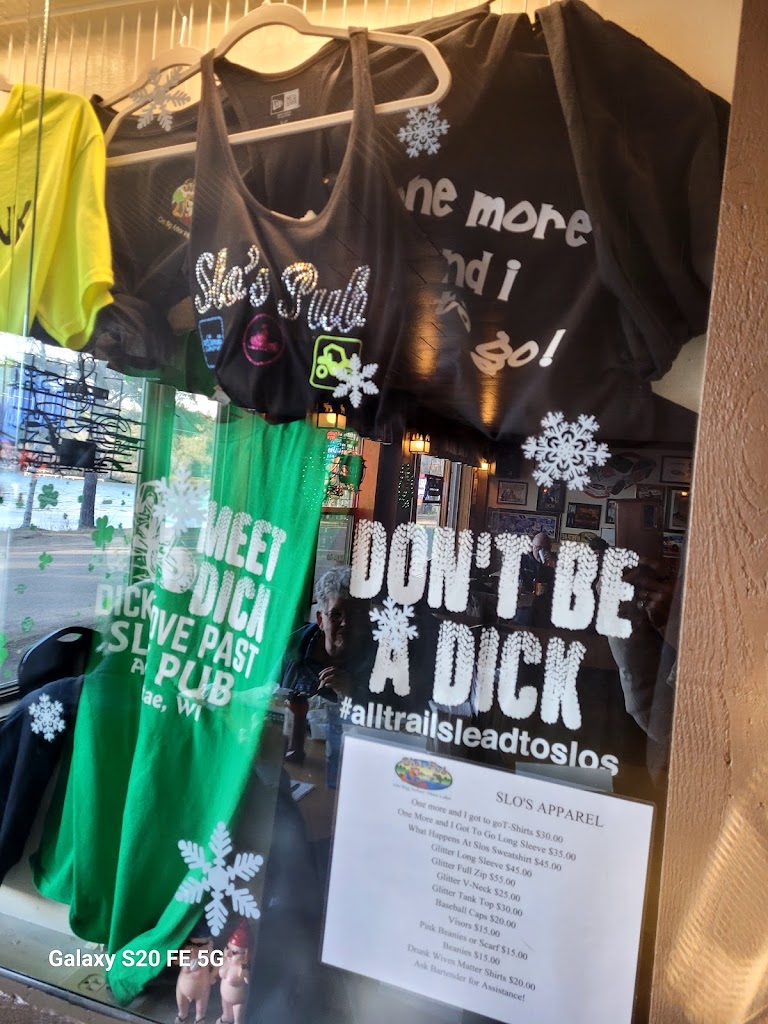 Slo's Pub
ne more
nd i
go!
MEET
DICK
DICK
OVE PAST
PUB
ae, WI
DON'T BE
A DICK
#alltrailsleadtoslos
SLO'S APPAREL
One more and I got to goT-Shirts $30.00
One More and I Got To Go Long Sleeve $35.00
What Happens At Slos Sweatshirt $45.00
Glitter Long Sleeve $45.00
Glitter Full Zip $55.00
Glitter V-Neck $25.00
Glitter Tank Top $30.00
Baseball Caps $20.00
Visors $15.00
Pink Beanies or Scarf $15.00
Beanies $15.00
Drunk Wives Matter Shirts $20.00
Ask Bartender for Assistance!
Galaxy S20 FE 5G